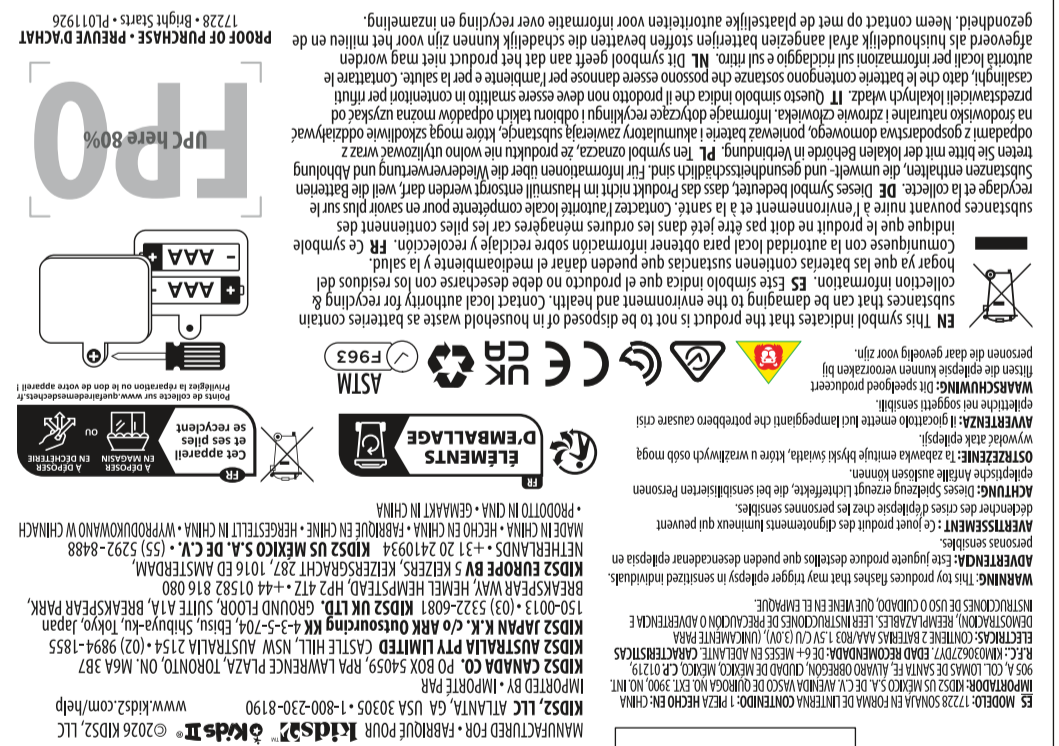 ES MODELO: 17228 SONAJA EN FORMA DE LINTERNA CONTENIDO: 1 PIEZA HECHO EN: CHINA
IMPORTADOR: KIDS2 US MÉXICO S.A. DE C.V. AVENIDA VASCO DE QUIROGA NO. EXT. 3900, NO. INT.
905 A, COL. LOMAS DE SANTA FE, ÁLVARO OBREGÓN, CIUDAD DE MÉXICO, MÉXICO, C.P. 01219,
R.F.C.: KIM030627DV7. EDAD RECOMENDADA: DE 6+ MESES EN ADELANTE. CARACTERÍSTICAS
ELÉCTRICAS: CONTIENE 2 BATERÍAS AAA/R03 1.5V C/U (3.0V), (ÚNICAMENTE PARA
DEMOSTRACIÓN), REMPLAZABLES. LEER INSTRUCCIONES DE PRECAUCIÓN O ADVERTENCIA E
INSTRUCCIONES DE USO O CUIDADO, QUE VIENE EN EL EMPAQUE.
WARNING: This toy produces flashes that may trigger epilepsy in sensitized individuals.
ADVERTENCIA: Este juguete produce destellos que pueden desencadenar epilepsia en
personas sensibles.
AVERTISSEMENT : Ce jouet produit des clignotements lumineux qui peuvent
déclencher des crises d'épilepsie chez les personnes sensibles.
ACHTUNG: Dieses Spielzeug erzeugt Lichteffekte, die bei sensibilisierten Personen
epileptische Anfälle auslösen können.
OSTRZEŻENIE: Ta zabawka emituje błyski światła, które u wrażliwych osób mogą
wywołać atak epilepsji.
AVVERTENZA: il giocattolo emette luci lampeggianti che potrebbero causare crisi
epilettiche nei soggetti sensibili.
WAARSCHUWING: Dit speelgoed produceert
flitsen die epilepsie kunnen veroorzaken bij
personen die daar gevoelig voor zijn.
MANUFACTURED FOR • FABRIQUÉ POUR kids2™ kids II® ©2026 KIDS2, LLC
KIDS2, LLC ATLANTA, GA USA 30305 • 1-800-230-8190 www.kids2.com/help
IMPORTED BY • IMPORTÉ PAR
KIDS2 CANADA CO. PO BOX 54059, RPA LAWRENCE PLAZA, TORONTO, ON M6A 3B7
KIDS2 AUSTRALIA PTY LIMITED CASTLE HILL, NSW AUSTRALIA 2154 • (02) 9894-1855
KIDS2 JAPAN K.K. c/o ARK Outsourcing KK 4-3-5-704, Ebisu, Shibuya-ku, Tokyo, Japan
150-0013 • (03) 5322-6081 KIDS2 UK LTD. GROUND FLOOR, SUITE A1A, BREAKSPEAR PARK,
BREAKSPEAR WAY, HEMEL HEMPSTEAD, HP2 4TZ • +44 01582 816 080
KIDS2 EUROPE BV 5 KEIZERS, KEIZERSGRACHT 287, 1016 ED AMSTERDAM,
NETHERLANDS • +31 20 2410934 KIDS2 US MÉXICO S.A. DE C.V. • (55) 5292-8488
MADE IN CHINA • HECHO EN CHINA • FABRIQUÉ EN CHINE • HERGESTELLT IN CHINA • WYPRODUKOWANO W CHINACH
• PRODOTTO IN CINA • GEMAAKT IN CHINA
FR
ÉLÉMENTS
D'EMBALLAGE
FR
Cet appareil
et ses piles
se recyclent
À DÉPOSER
EN MAGASIN
OU
À DÉPOSER
EN DÉCHÈTERIE
Points de collecte sur www.quefairedemesdechets.fr
Privilégiez la réparation ou le don de votre appareil !
UK
CA
CE
ASTM
F963
EN This symbol indicates that the product is not to be disposed of in household waste as batteries contain
substances that can be damaging to the environment and health. Contact local authority for recycling &
collection information. ES Este símbolo indica que el producto no debe desecharse con los residuos del
hogar ya que las baterías contienen sustancias que pueden dañar el medioambiente y la salud.
Comuníquese con la autoridad local para obtener información sobre reciclaje y recolección. FR Ce symbole
indique que le produit ne doit pas être jeté dans les ordures ménagères car les piles contiennent des
substances pouvant nuire à l'environnement et à la santé. Contactez l'autorité locale compétente pour en savoir plus sur le
recyclage et la collecte. DE Dieses Symbol bedeutet, dass das Produkt nicht im Hausmüll entsorgt werden darf, weil die Batterien
Substanzen enthalten, die umwelt- und gesundheitsschädlich sind. Für Informationen über die Wiederverwertung und Abholung
treten Sie bitte mit der lokalen Behörde in Verbindung. PL Ten symbol oznacza, że produktu nie wolno utylizować wraz z
odpadami z gospodarstwa domowego, ponieważ baterie i akumulatory zawierają substancje, które mogą szkodliwie oddziaływać
na środowisko naturalne i zdrowie człowieka. Informacje dotyczące recyklingu i odbioru takich odpadów można uzyskać od
przedstawicieli lokalnych władz. IT Questo simbolo indica che il prodotto non deve essere smaltito in contenitori per rifiuti
casalinghi, dato che le batterie contengono sostanze che possono essere dannose per l'ambiente e per la salute. Contattare le
autorità locali per informazioni sul riciclaggio e sul ritiro. NL Dit symbool geeft aan dat het product niet mag worden
afgevoerd als huishoudelijk afval aangezien batterijen stoffen bevatten die schadelijk kunnen zijn voor het milieu en de
gezondheid. Neem contact op met de plaatselijke autoriteiten voor informatie over recycling en inzameling.
+ AAA -
- AAA +
FPO
UPC here 80%
PROOF OF PURCHASE • PREUVE D'ACHAT
17228 • Bright Starts • PL011926